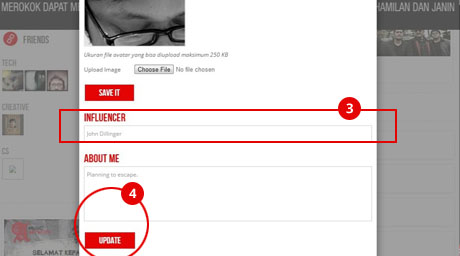 MEROKOK DAPAT ME
HAMILAN DAN JANIN
FRIENDS
TECH
CREATIVE
CS
Ukuran file avatar yang bisa diupload maksimum 250 KB
Upload Image Choose File No file chosen
SAVE IT
3
INFLUENCER
John Dillinger
ABOUT ME
Planning to escape.
4
UPDATE
SELAMAT KEPA